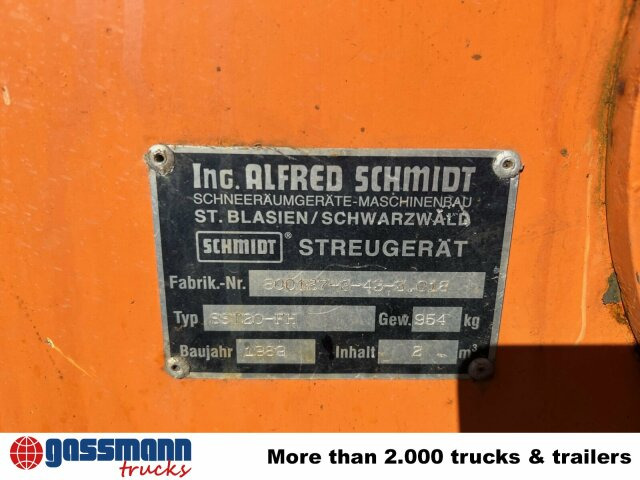 Ing. ALFRED SCHMIDT
SCHNEERÄUMGERÄTE-MASCHINENBAU
ST. BLASIEN/SCHWARZWALD
SCHMIDT ® STREUGERÄT
Fabrik.-Nr.
Typ Gew. 954 kg
Baujahr Inhalt 2 m³
gassmann
trucks
More than 2.000 trucks & trailers